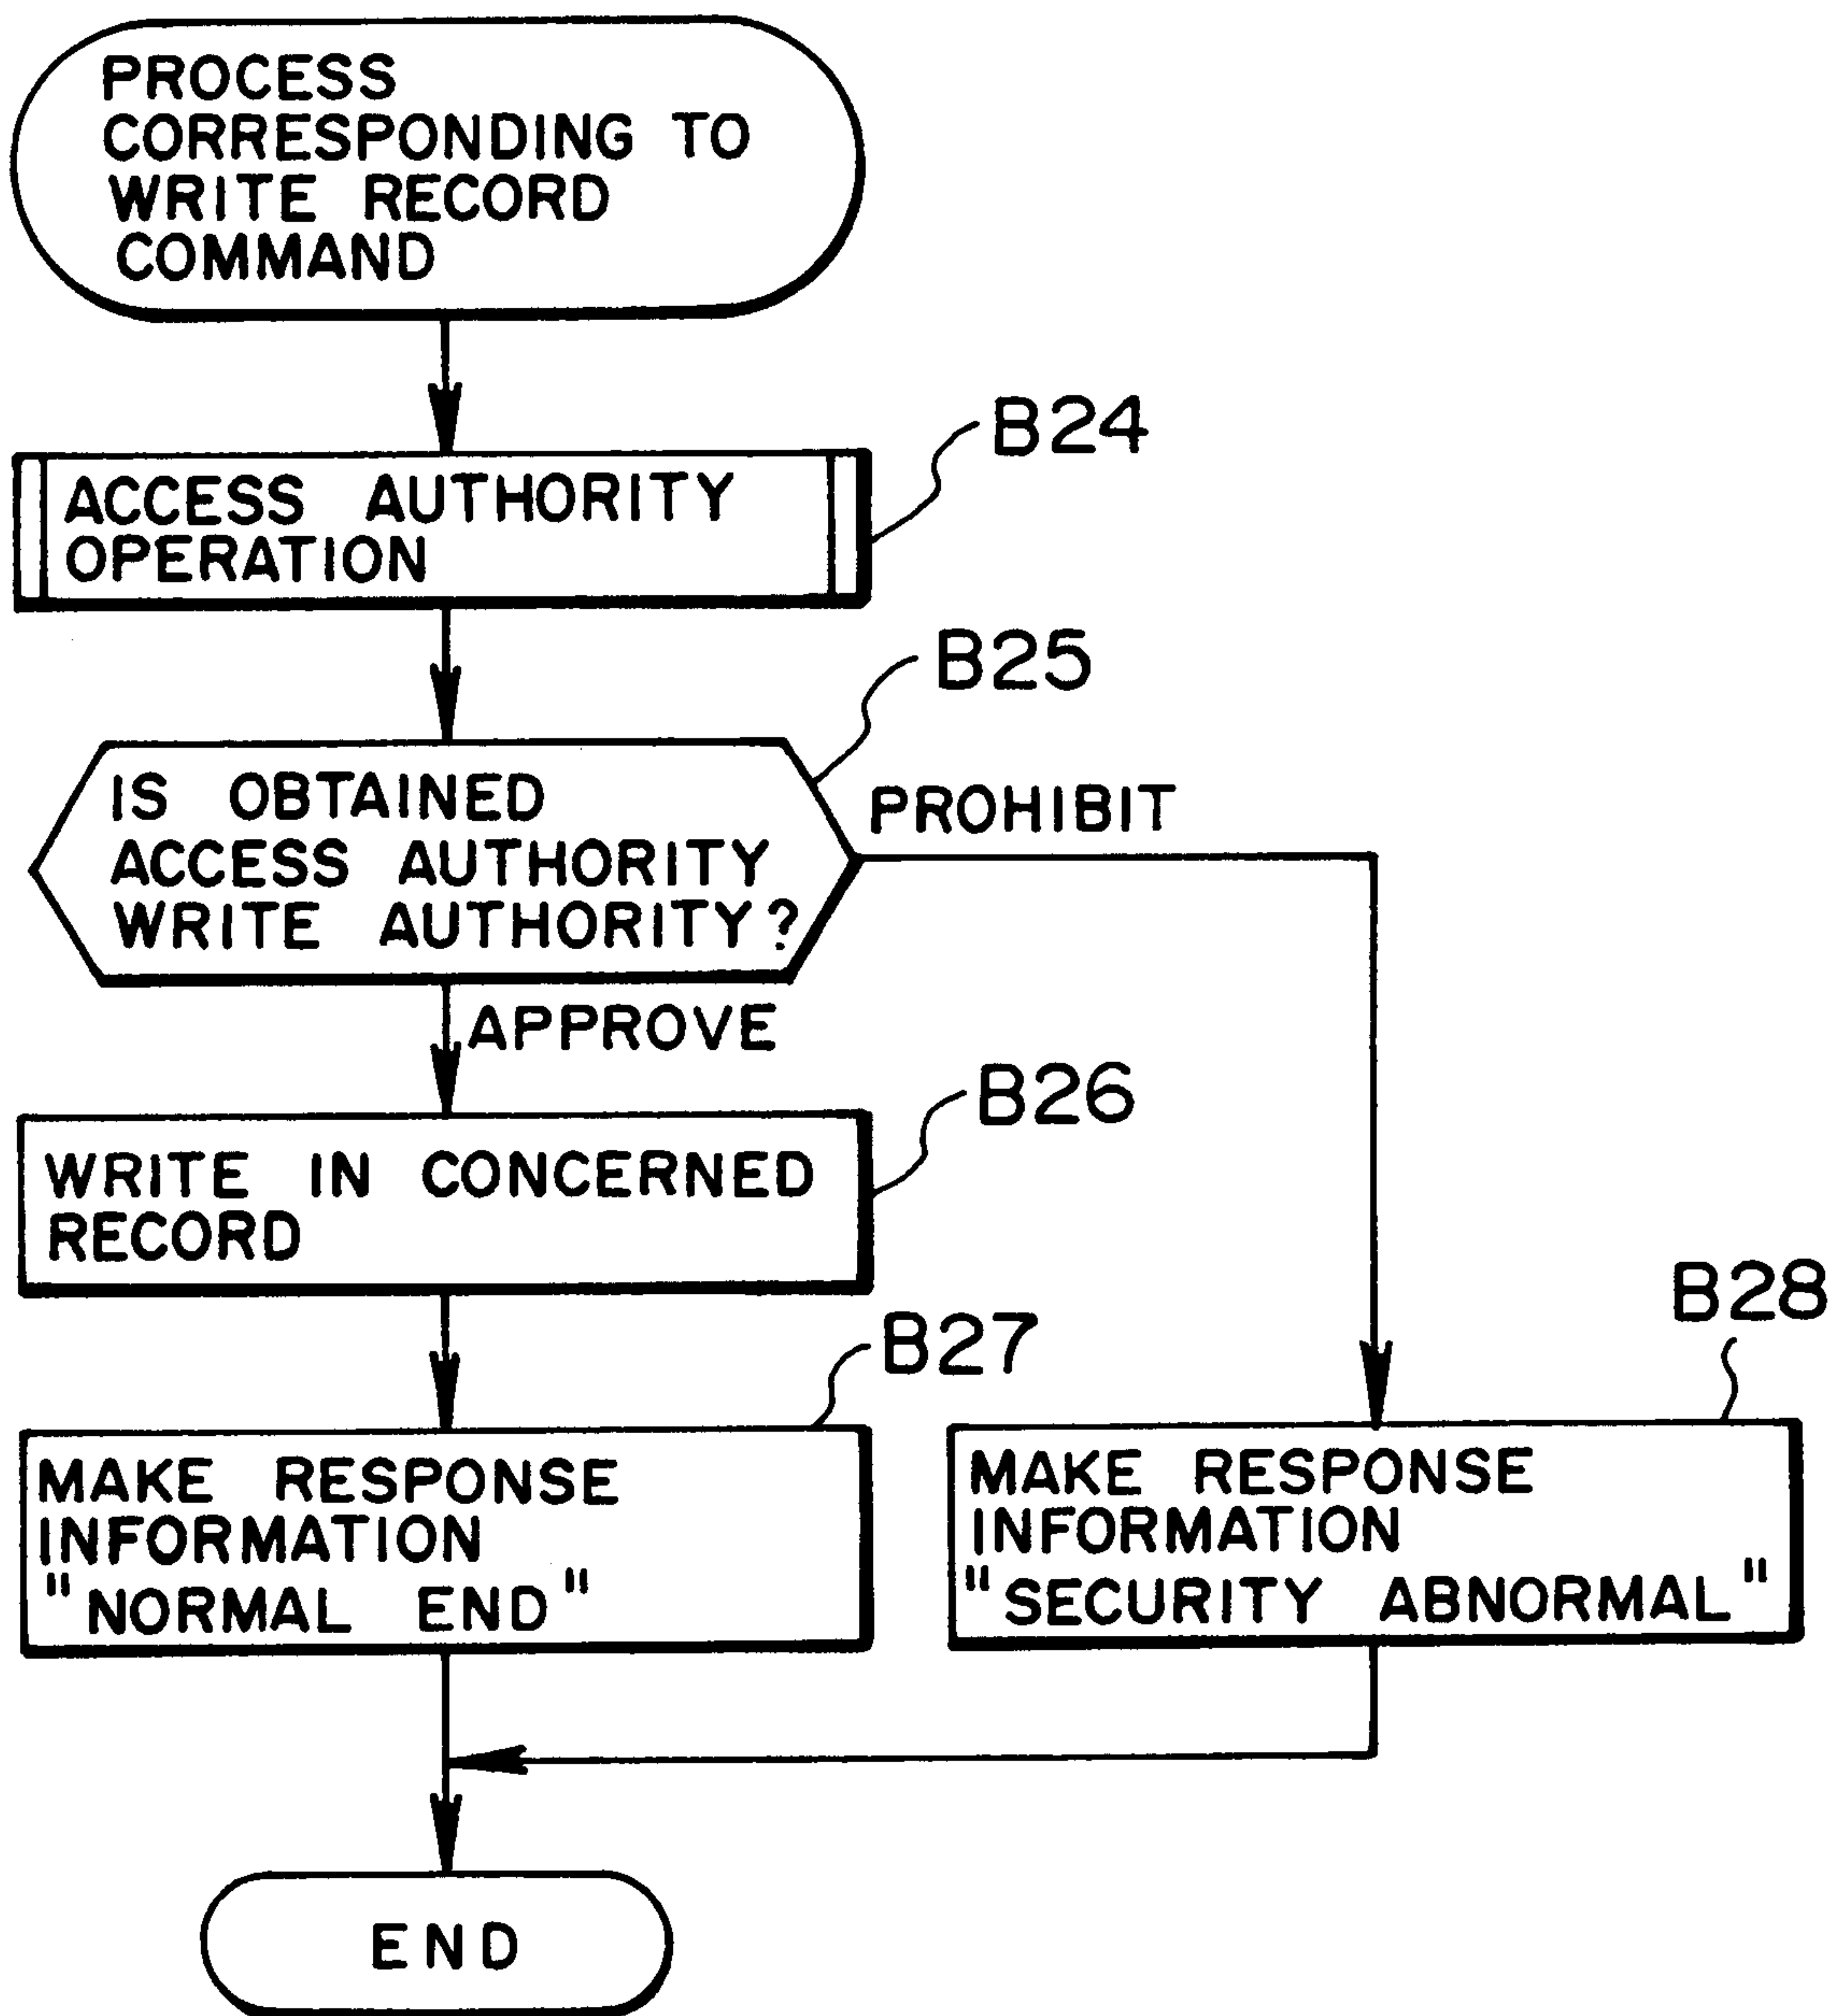 PROCESS
CORRESPONDING TO
WRITE RECORD
COMMAND
B24
ACCESS AUTHORITY
OPERATION
B25
IS OBTAINED
ACCESS AUTHORITY
WRITE AUTHORITY?
PROHIBIT
APPROVE
B26
WRITE IN CONCERNED
RECORD
B27
MAKE RESPONSE
INFORMATION
"NORMAL END"
B28
MAKE RESPONSE
INFORMATION
"SECURITY ABNORMAL"
END